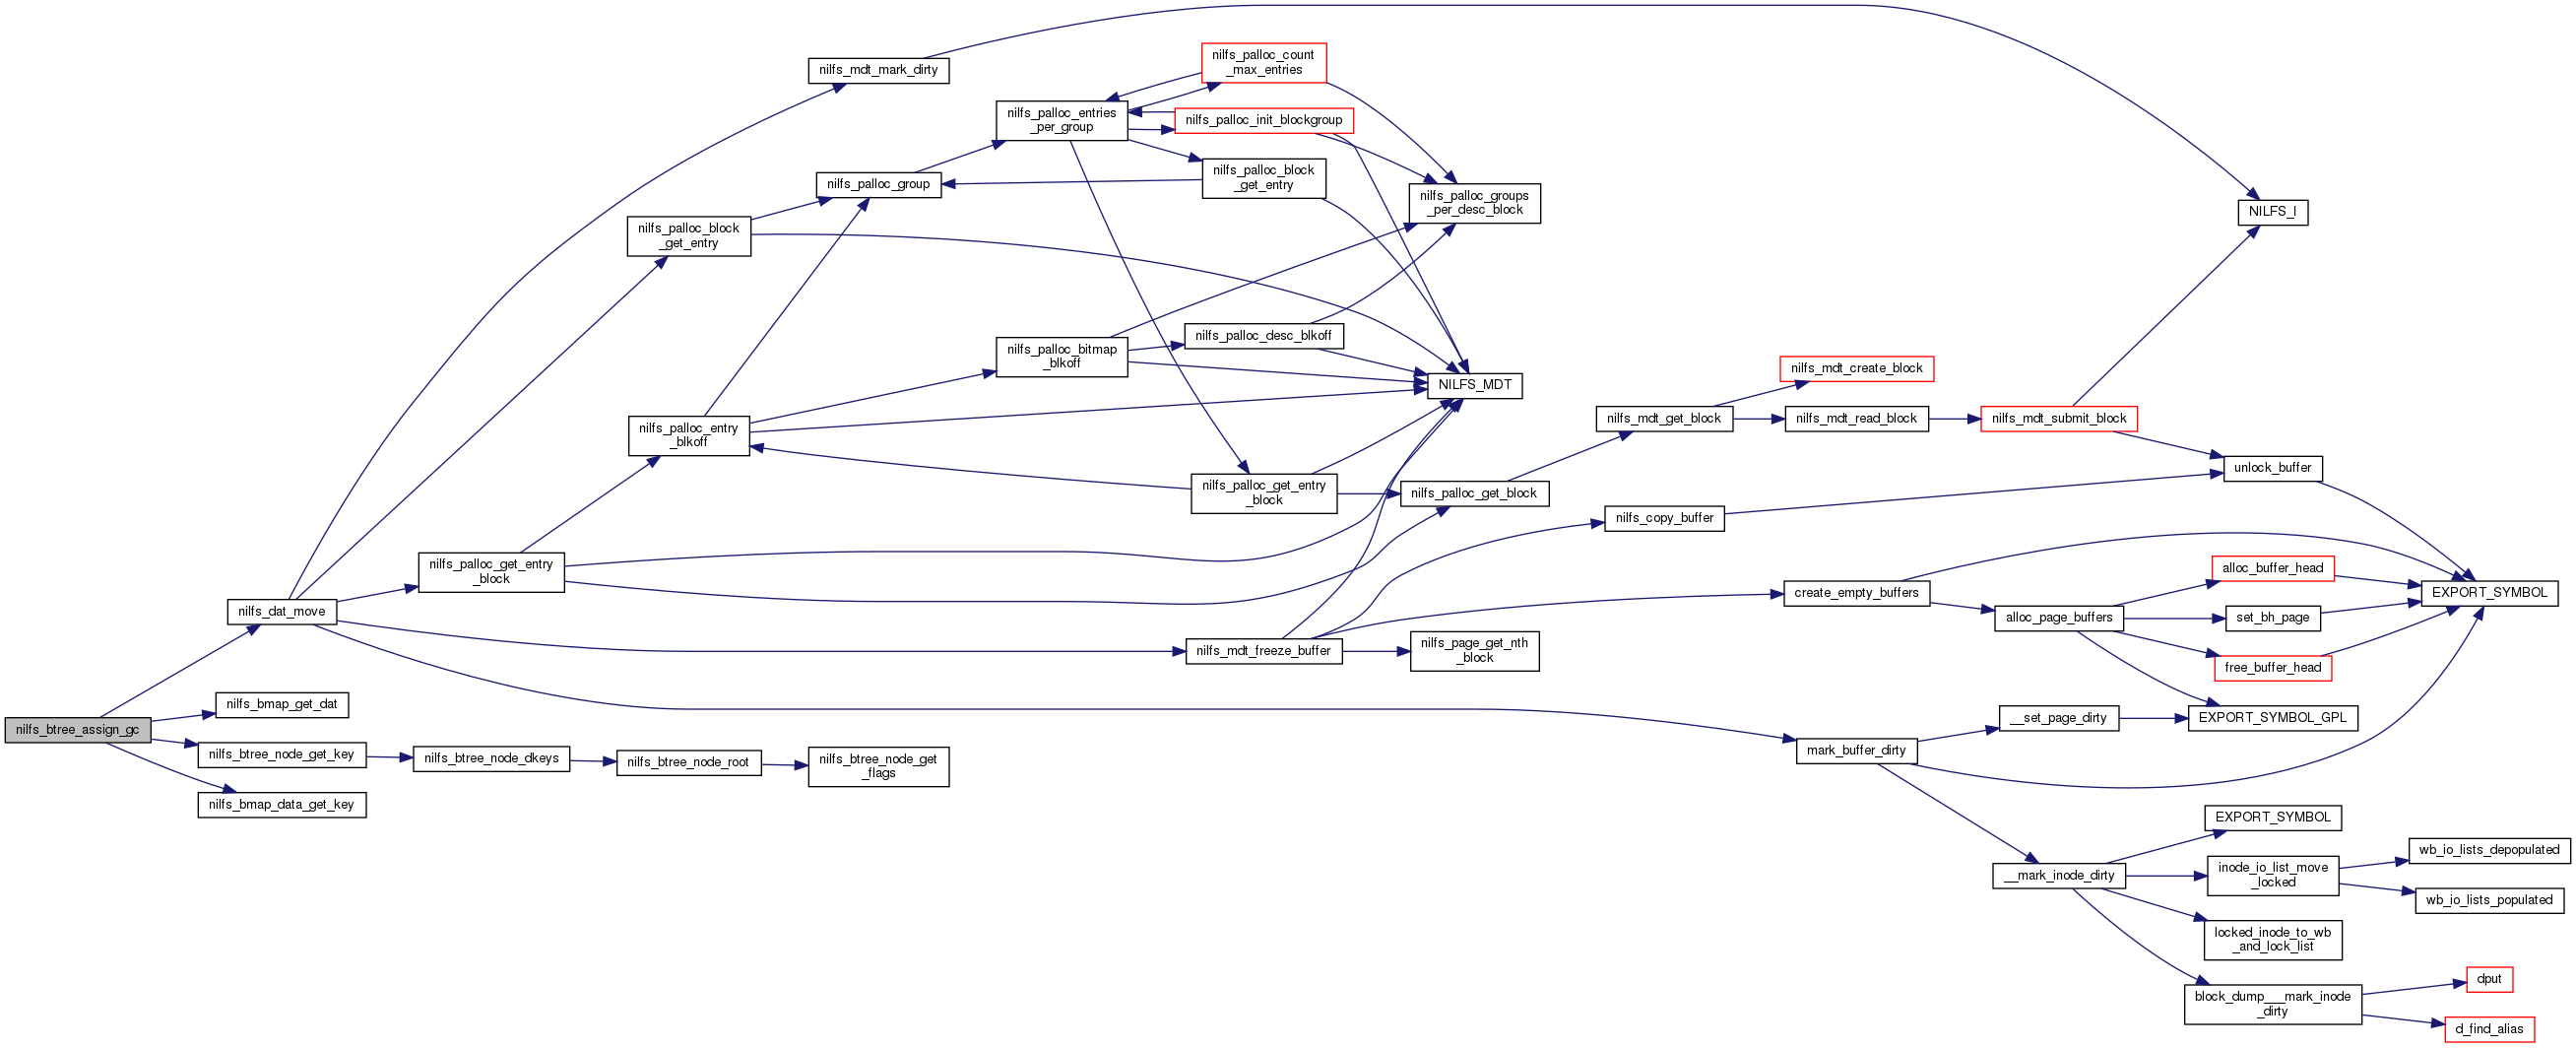 nilfs_mdt_mark_dirty
nilfs_palloc_count
_max_entries
nilfs_palloc_entries
_per_group
nilfs_palloc_init_blockgroup
nilfs_palloc_group
nilfs_palloc_block
_get_entry
nilfs_palloc_groups
_per_desc_block
NILFS_I
nilfs_palloc_block
_get_entry
nilfs_palloc_bitmap
_blkoff
nilfs_palloc_desc_blkoff
NILFS_MDT
nilfs_mdt_create_block
nilfs_mdt_get_block
nilfs_mdt_read_block
nilfs_mdt_submit_block
nilfs_palloc_entry
_blkoff
unlock_buffer
nilfs_palloc_get_entry
_block
nilfs_palloc_get_block
nilfs_copy_buffer
nilfs_palloc_get_entry
_block
alloc_buffer_head
create_empty_buffers
EXPORT_SYMBOL
nilfs_dat_move
alloc_page_buffers
set_bh_page
nilfs_mdt_freeze_buffer
nilfs_page_get_nth
_block
free_buffer_head
nilfs_bmap_get_dat
__set_page_dirty
EXPORT_SYMBOL_GPL
nilfs_btree_assign_gc
nilfs_btree_node_get_key
nilfs_btree_node_dkeys
nilfs_btree_node_root
nilfs_btree_node_get
_flags
mark_buffer_dirty
nilfs_bmap_data_get_key
EXPORT_SYMBOL
wb_io_lists_depopulated
__mark_inode_dirty
inode_io_list_move
_locked
wb_io_lists_populated
locked_inode_to_wb
_and_lock_list
dput
block_dump___mark_inode
_dirty
d_find_alias